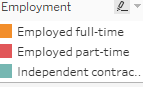 Employment
Employed full-time
Employed part-time
Independent contrac..